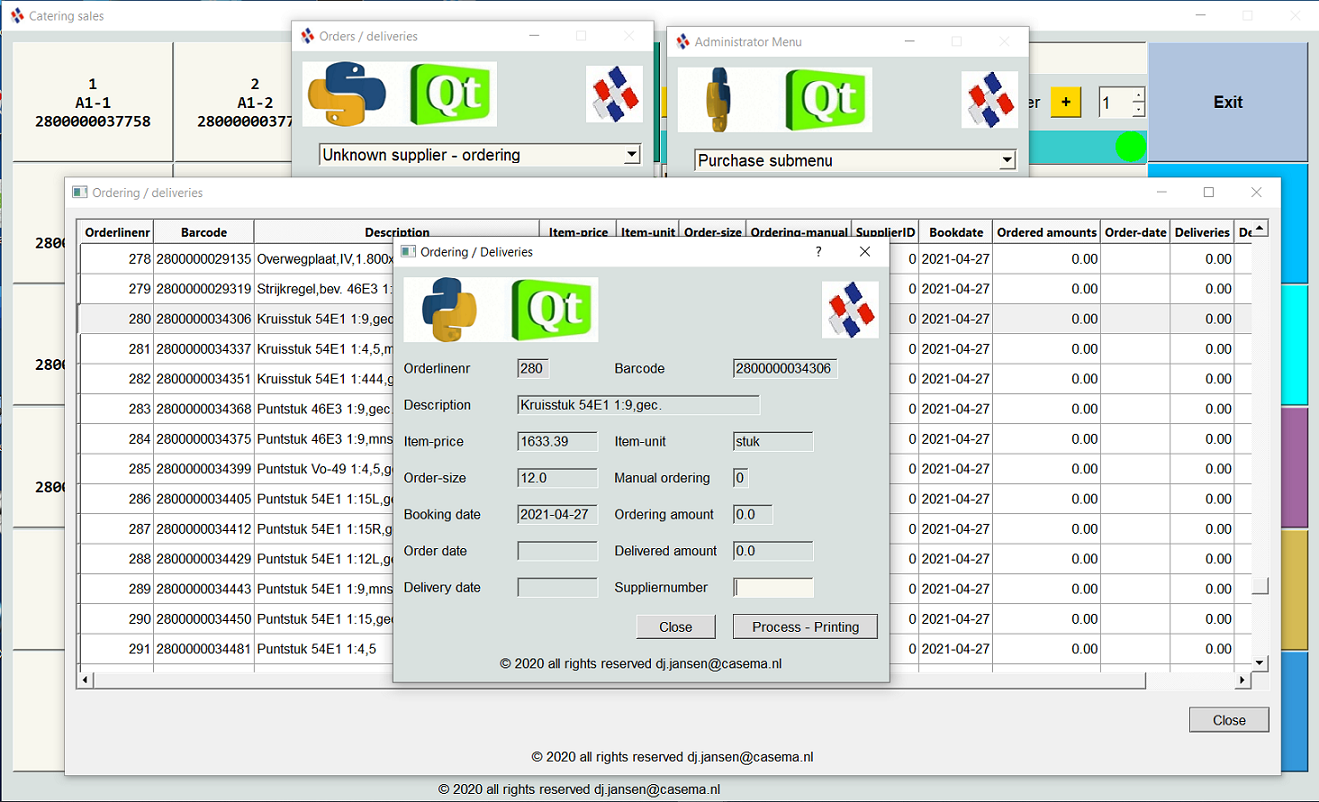 Catering sales
Orders / deliveries
Administrator Menu
1
A1-1
2800000037758
2
A1-2
Qt
Qt
+
1
Exit
Unknown supplier - ordering
Purchase submenu
Ordering / deliveries
Orderlinenr Barcode Description Item-price Item-unit Order-size Ordering-manual SupplierID Bookdate Ordered amounts Order-date Deliveries
278 2800000029135 Overwegplaat,IV,1.800x 0 2021-04-27 0.00 0.00
279 2800000029319 Strijkregel,bev. 46E3 1: 0 2021-04-27 0.00 0.00
280 2800000034306 Kruisstuk 54E1 1:9,gec 0 2021-04-27 0.00 0.00
281 2800000034337 Kruisstuk 54E1 1:4,5,m 0 2021-04-27 0.00 0.00
282 2800000034351 Kruisstuk 54E1 1:444,g 0 2021-04-27 0.00 0.00
283 2800000034368 Puntstuk 46E3 1:9,gec. 0 2021-04-27 0.00 0.00
284 2800000034375 Puntstuk 46E3 1:9,mns 0 2021-04-27 0.00 0.00
285 2800000034399 Puntstuk Vo-49 1:4,5,ge 0 2021-04-27 0.00 0.00
286 2800000034405 Puntstuk 54E1 1:15L,ge 0 2021-04-27 0.00 0.00
287 2800000034412 Puntstuk 54E1 1:15R,g 0 2021-04-27 0.00 0.00
288 2800000034429 Puntstuk 54E1 1:12L,ge 0 2021-04-27 0.00 0.00
289 2800000034443 Puntstuk 54E1 1:9,mns 0 2021-04-27 0.00 0.00
290 2800000034450 Puntstuk 54E1 1:15,gec 0 2021-04-27 0.00 0.00
291 2800000034481 Puntstuk 54E1 1:4,5 0 2021-04-27 0.00 0.00
Ordering / Deliveries ?
Qt
Orderlinenr 280 Barcode 2800000034306
Description Kruisstuk 54E1 1:9,gec.
Item-price 1633.39 Item-unit stuk
Order-size 12.0 Manual ordering 0
Booking date 2021-04-27 Ordering amount 0.0
Order date Delivered amount 0.0
Delivery date Suppliernumber
Close Process - Printing
© 2020 all rights reserved dj.jansen@casema.nl
Close
© 2020 all rights reserved dj.jansen@casema.nl
© 2020 all rights reserved dj.jansen@casema.nl